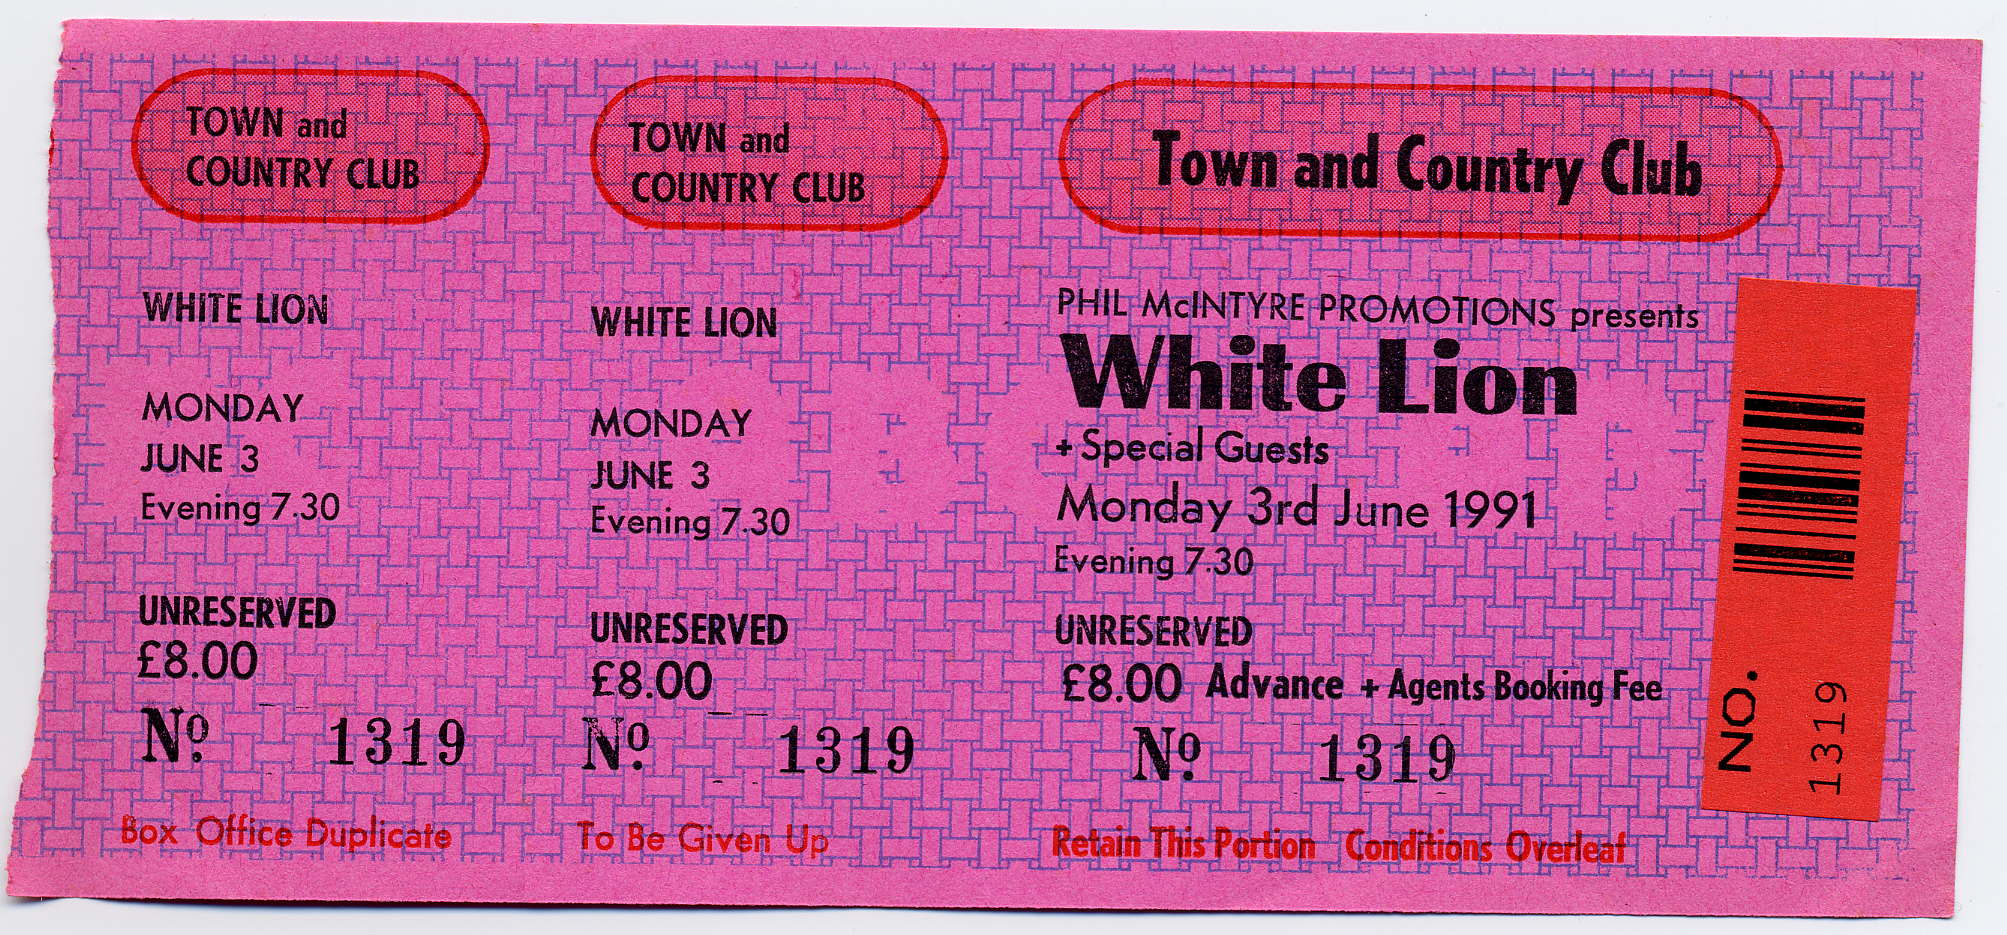 TOWN and
COUNTRY CLUB
WHITE LION
MONDAY
JUNE 3
Evening 7.30
UNRESERVED
£8.00
Nº 1319
Box Office Duplicate
TOWN and
COUNTRY CLUB
WHITE LION
MONDAY
JUNE 3
Evening 7.30
UNRESERVED
£8.00
Nº 1319
To Be Given Up
Town and Country Club
PHIL McINTYRE PROMOTIONS presents
White Lion
+ Special Guests
Monday 3rd June 1991
Evening 7.30
UNRESERVED
£8.00 Advance + Agents Booking Fee
Nº 1319
Retain This Portion Conditions Overleaf
NO.
1319